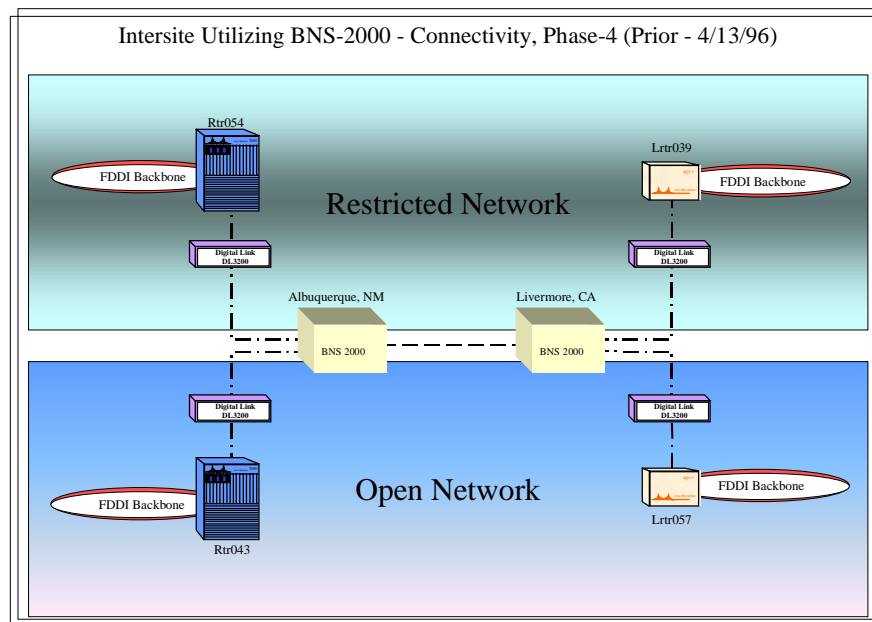 Intersite Utilizing BNS-2000 - Connectivity, Phase-4 (Prior - 4/13/96)
Rtr054
Lrtr039
FDDI Backbone
FDDI Backbone
Restricted Network
Digital Link
DL3200
Digital Link
DL3200
Albuquerque, NM
Livermore, CA
BNS 2000
BNS 2000
Digital Link
DL3200
Digital Link
DL3200
Open Network
FDDI Backbone
FDDI Backbone
Rtr043
Lrtr057